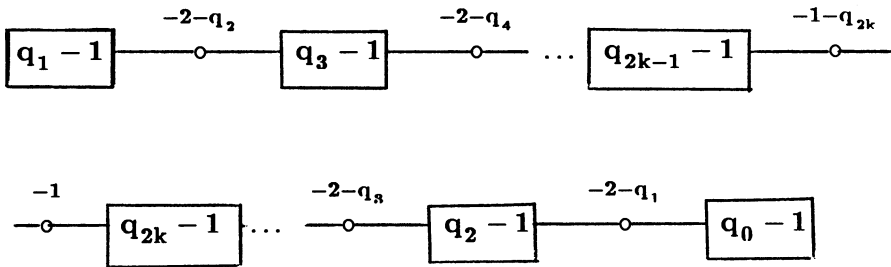 -2-q₂ -2-q₄ -1-q₂ₖ
q₁ − 1 q₃ − 1 ... q₂ₖ₋₁ − 1
-1 -2-q₃ -2-q₁
q₂ₖ − 1 ... q₂ − 1 q₀ − 1